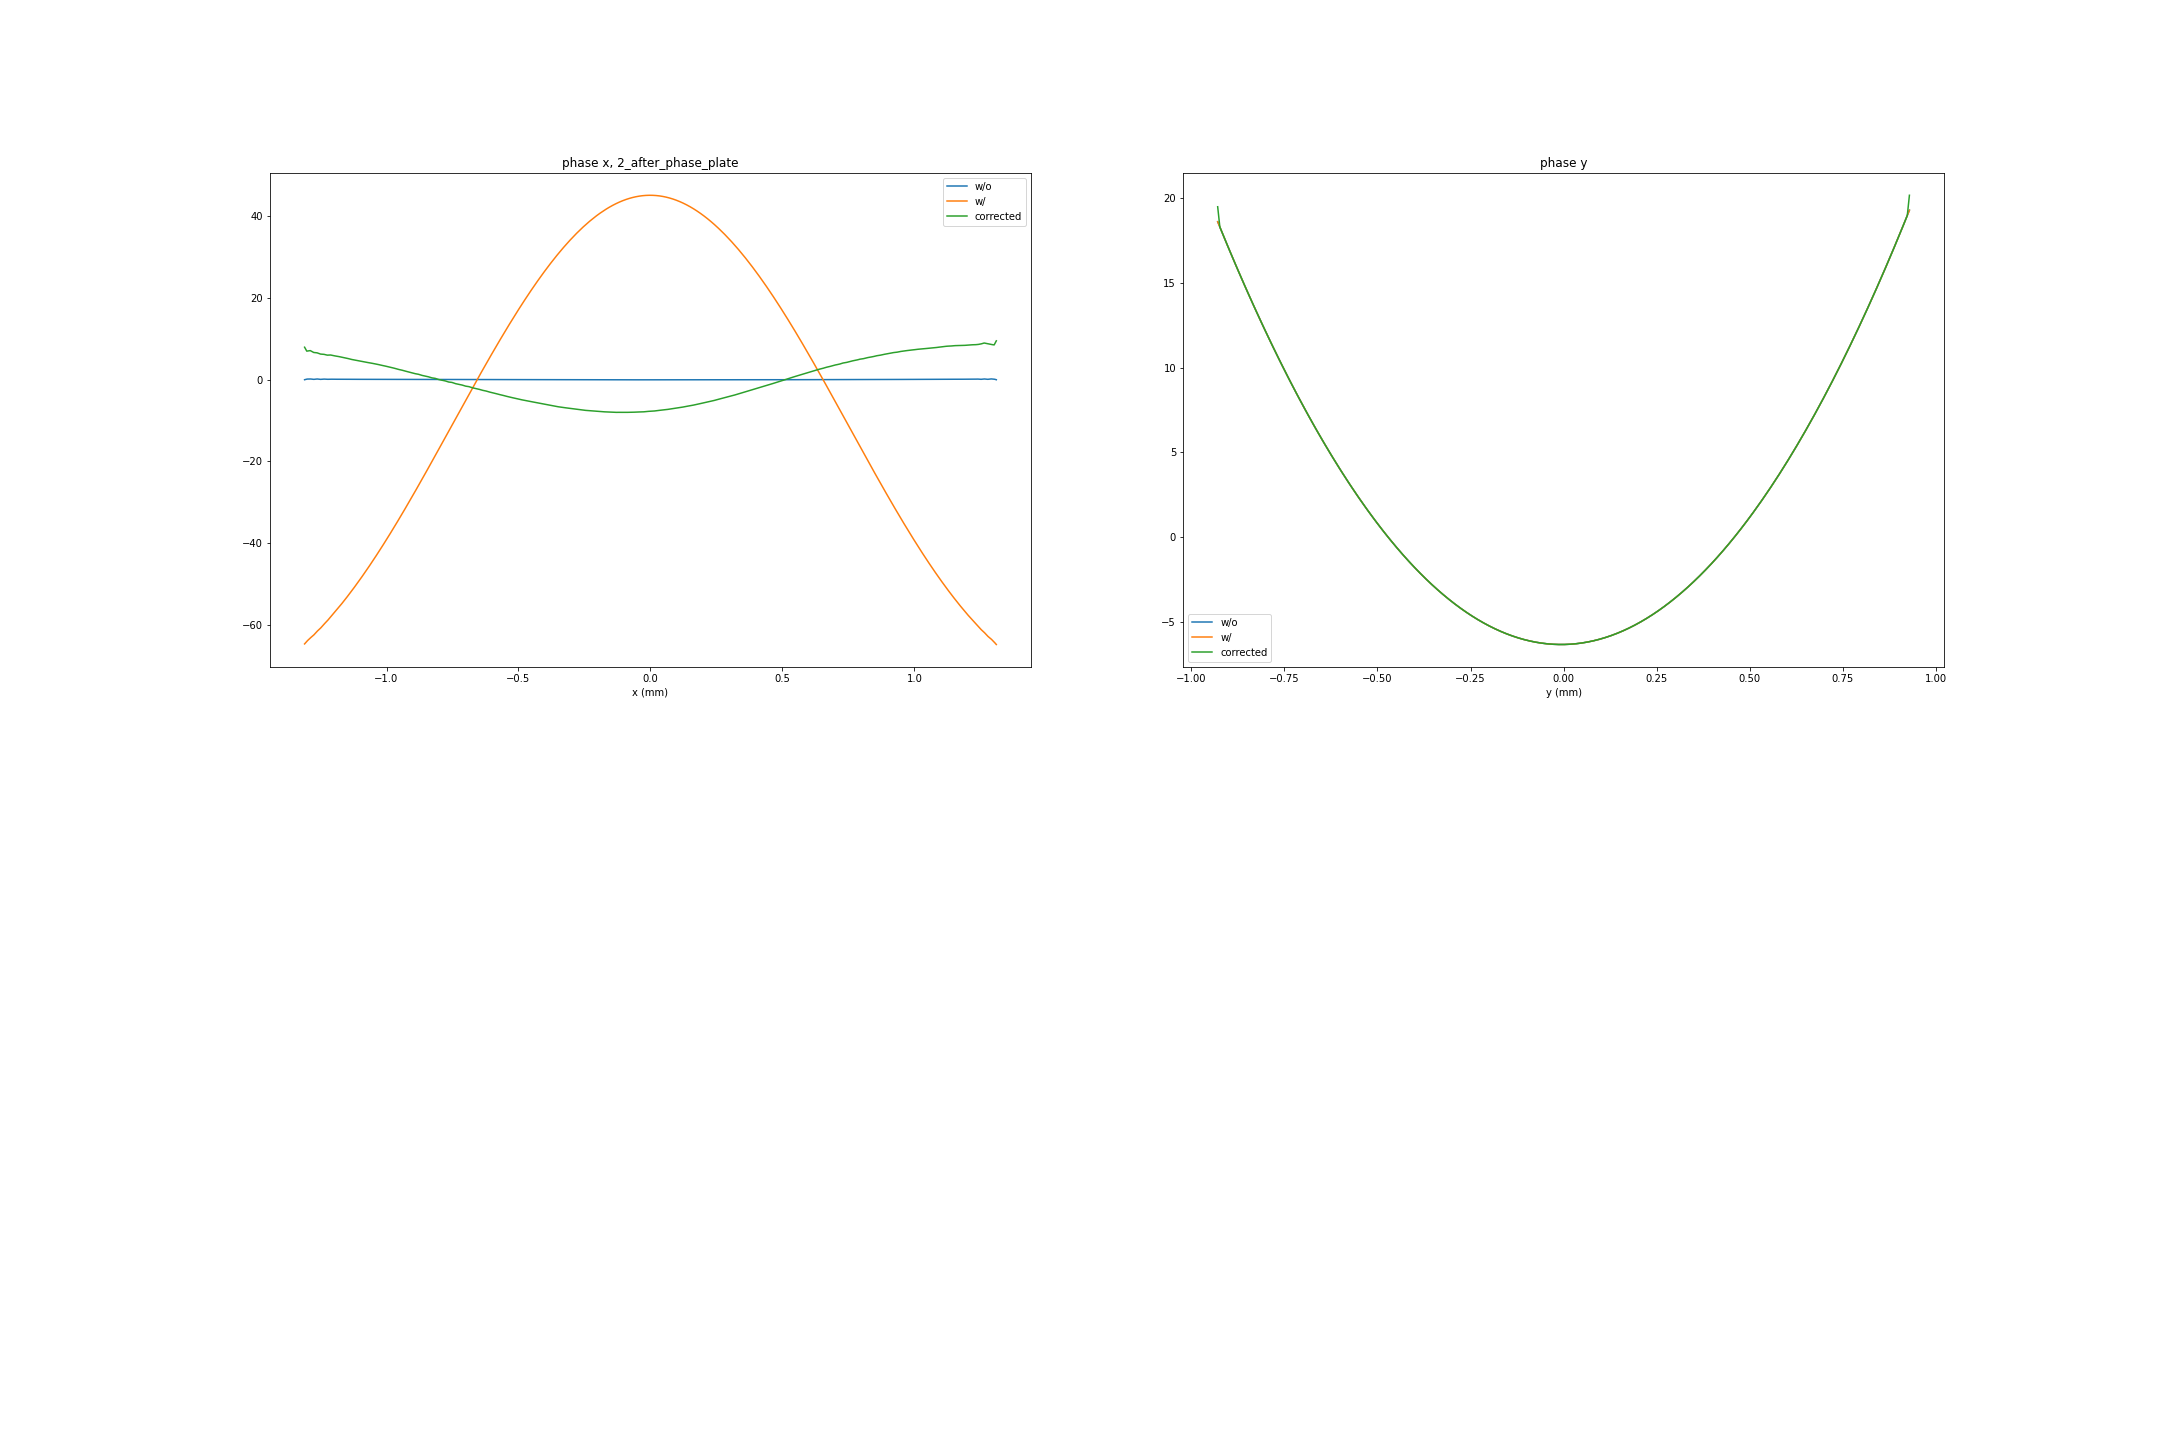 phase x, 2_after_phase_plate
w/o
w/
corrected
40
20
0
−20
−40
−60
−1.0
−0.5
0.0
0.5
1.0
x (mm)
phase y
20
15
10
5
0
−5
w/o
w/
corrected
−1.00
−0.75
−0.50
−0.25
0.00
0.25
0.50
0.75
1.00
y (mm)